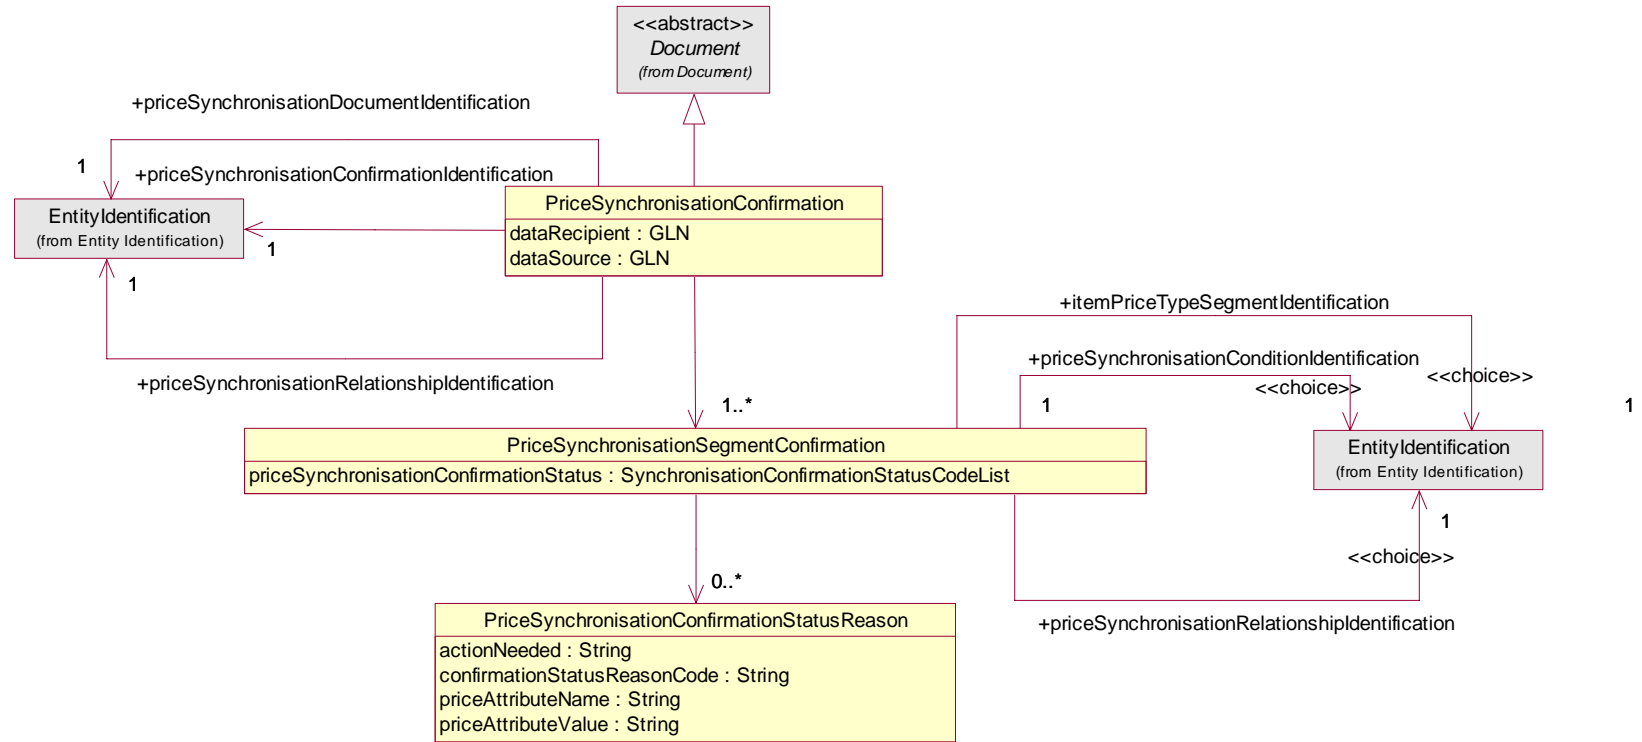 <<abstract>>
Document
(from Document)
+priceSynchronisationDocumentIdentification
1
+priceSynchronisationConfirmationIdentification
EntityIdentification
(from Entity Identification)
1
1
PriceSynchronisationConfirmation
dataRecipient : GLN
dataSource : GLN
+priceSynchronisationRelationshipIdentification
+itemPriceTypeSegmentIdentification
+priceSynchronisationConditionIdentification
<<choice>>
<<choice>>
1..*
1
1
PriceSynchronisationSegmentConfirmation
priceSynchronisationConfirmationStatus : SynchronisationConfirmationStatusCodeList
EntityIdentification
(from Entity Identification)
1
<<choice>>
0..*
+priceSynchronisationRelationshipIdentification
PriceSynchronisationConfirmationStatusReason
actionNeeded : String
confirmationStatusReasonCode : String
priceAttributeName : String
priceAttributeValue : String